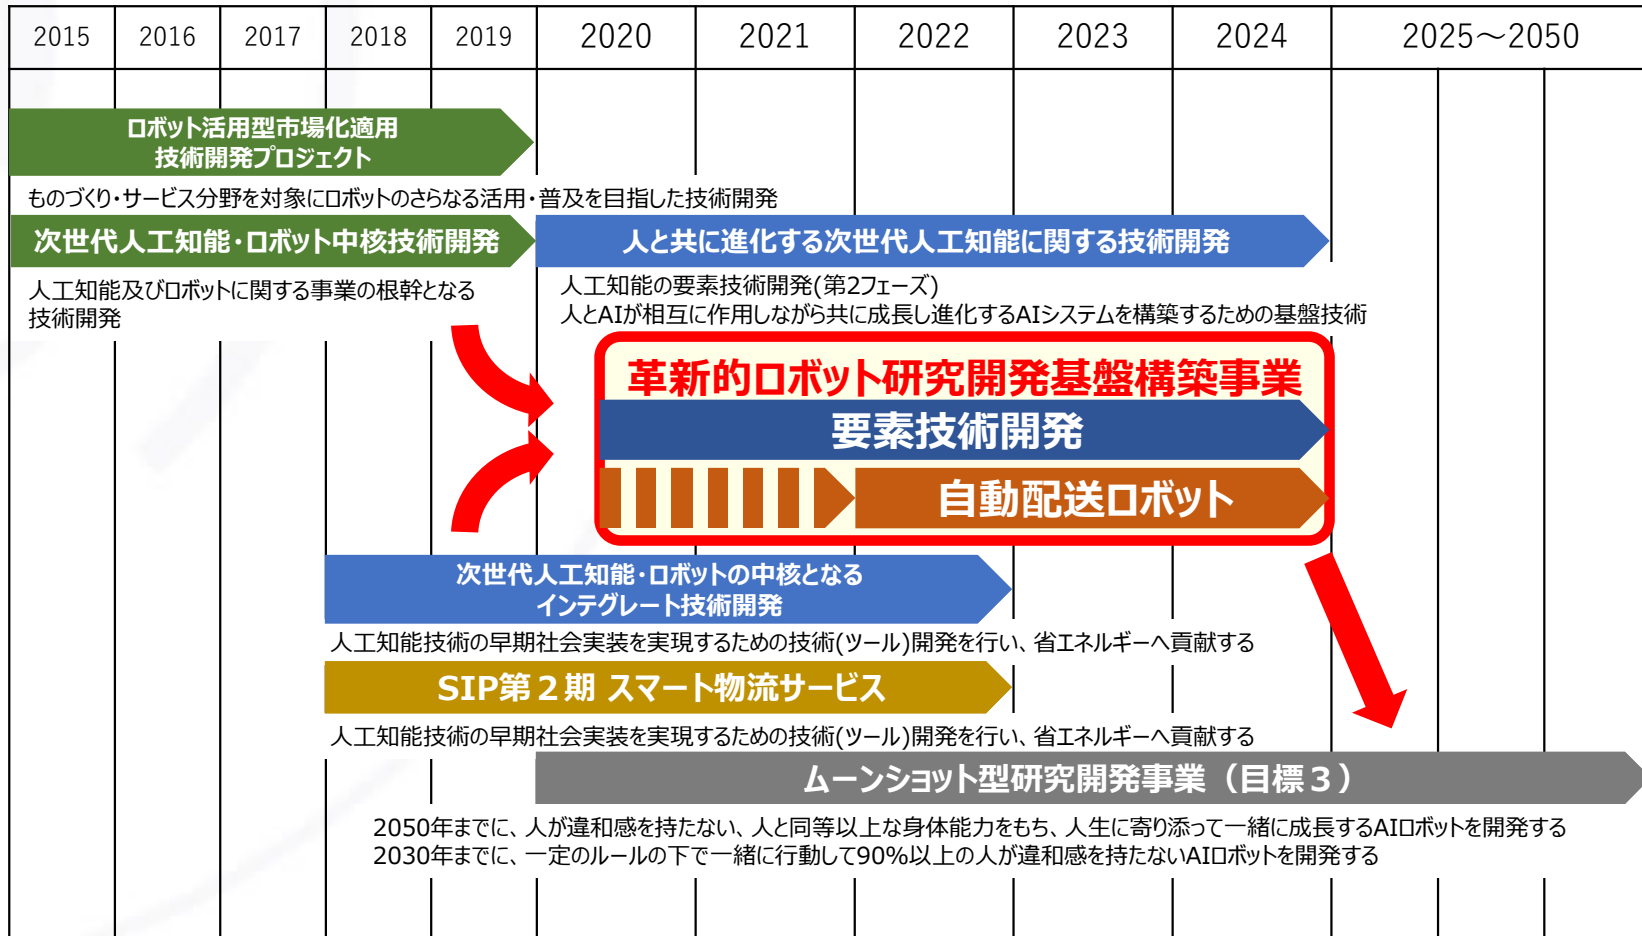 2015 2016 2017 2018 2019 2020 2021 2022 2023 2024 2025～2050
ロボット活用型市場化適用
技術開発プロジェクト
ものづくり・サービス分野を対象にロボットのさらなる活用・普及を目指した技術開発
次世代人工知能・ロボット中核技術開発
人と共に進化する次世代人工知能に関する技術開発
人工知能及びロボットに関する事業の根幹となる
技術開発
人工知能の要素技術開発(第2フェーズ)
人とAIが相互に作用しながら共に成長し進化するAIシステムを構築するための基盤技術
革新的ロボット研究開発基盤構築事業
要素技術開発
自動配送ロボット
次世代人工知能・ロボットの中核となる
インテグレート技術開発
人工知能技術の早期社会実装を実現するための技術(ツール)開発を行い、省エネルギーへ貢献する
SIP第２期 スマート物流サービス
人工知能技術の早期社会実装を実現するための技術(ツール)開発を行い、省エネルギーへ貢献する
ムーンショット型研究開発事業（目標３）
2050年までに、人が違和感を持たない、人と同等以上な身体能力をもち、人生に寄り添って一緒に成長するAIロボットを開発する
2030年までに、一定のルールの下で一緒に行動して90%以上の人が違和感を持たないAIロボットを開発する